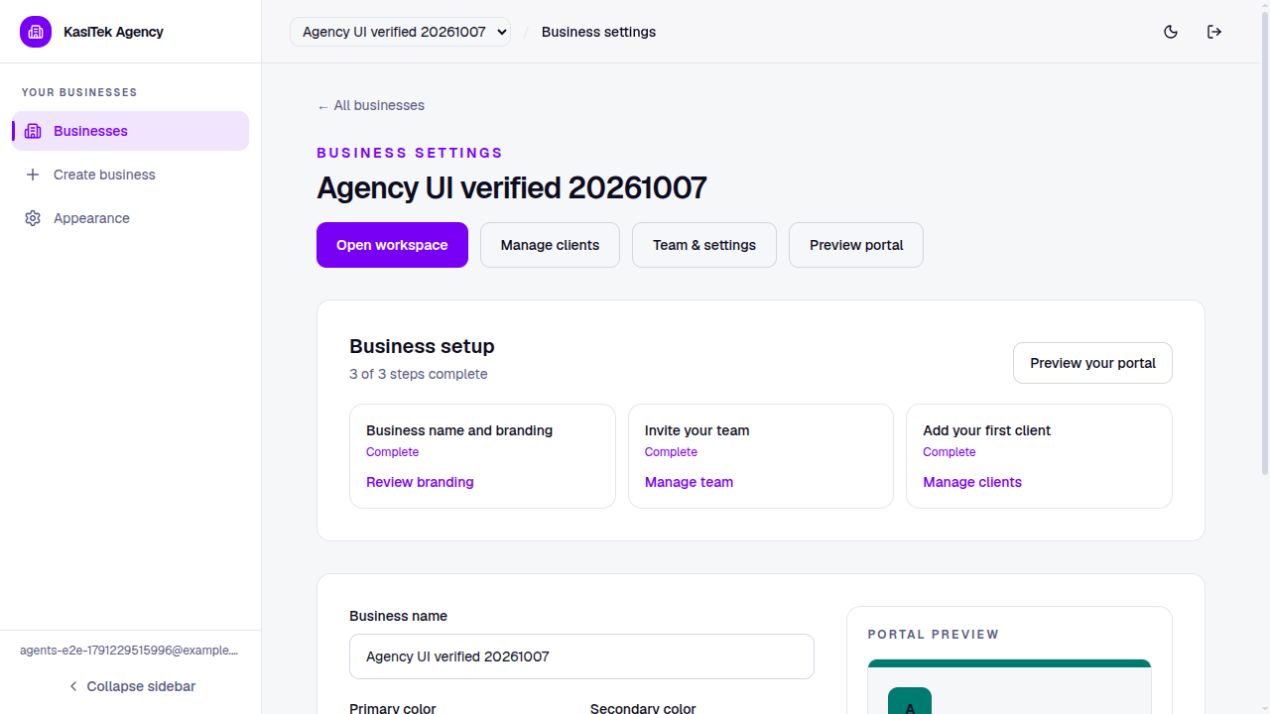 KasiTek Agency
YOUR BUSINESSES
Businesses
Create business
Appearance
agents-e2e-1791229515996@example....
Collapse sidebar
Agency UI verified 20261007 / Business settings
← All businesses
BUSINESS SETTINGS
Agency UI verified 20261007
Open workspace Manage clients Team & settings Preview portal
Business setup
3 of 3 steps complete
Preview your portal
Business name and branding
Complete
Review branding
Invite your team
Complete
Manage team
Add your first client
Complete
Manage clients
Business name
Agency UI verified 20261007
Primary color Secondary color
PORTAL PREVIEW
A